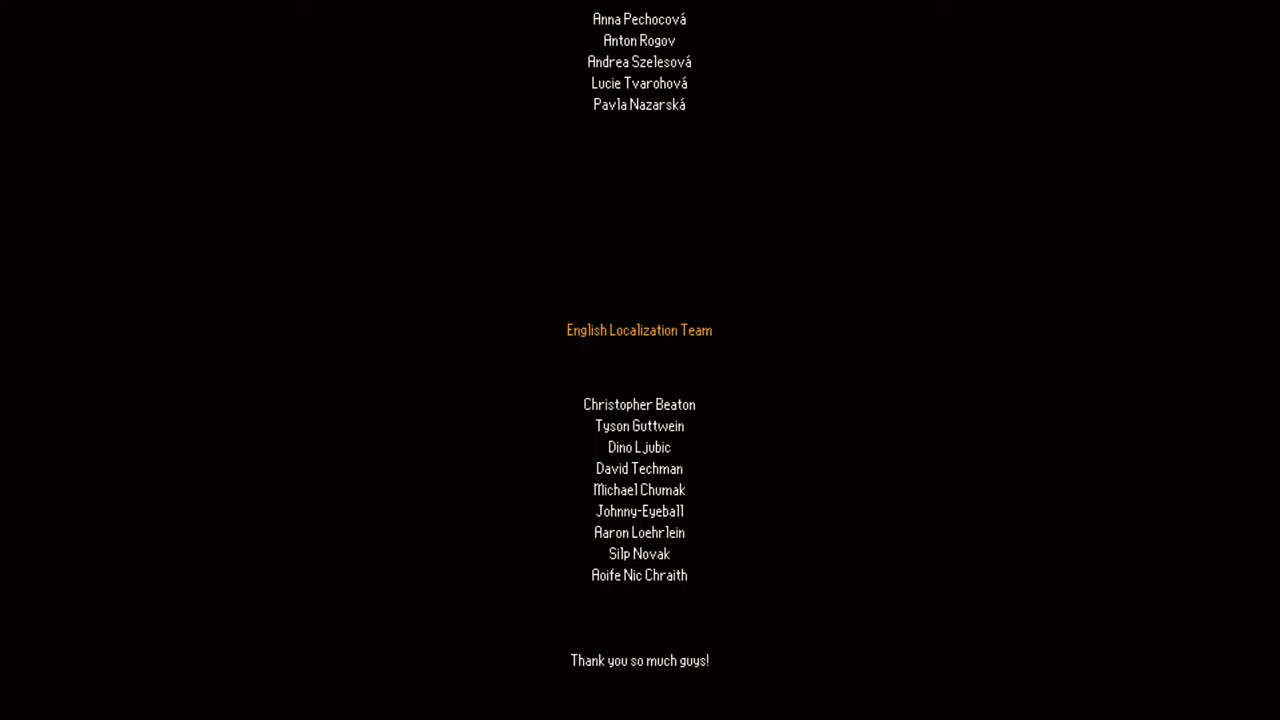 Anna Pechocová
Anton Rogov
Andrea Szelesová
Lucie Tvarohová
Pavla Nazarská
English Localization Team
Christopher Beaton
Tyson Guttwein
Dino Ljubic
David Techman
Michael Chumak
Johnny-Eyeball
Aaron Loehrlein
Silp Novak
Aoife Nic Chraith
Thank you so much guys!